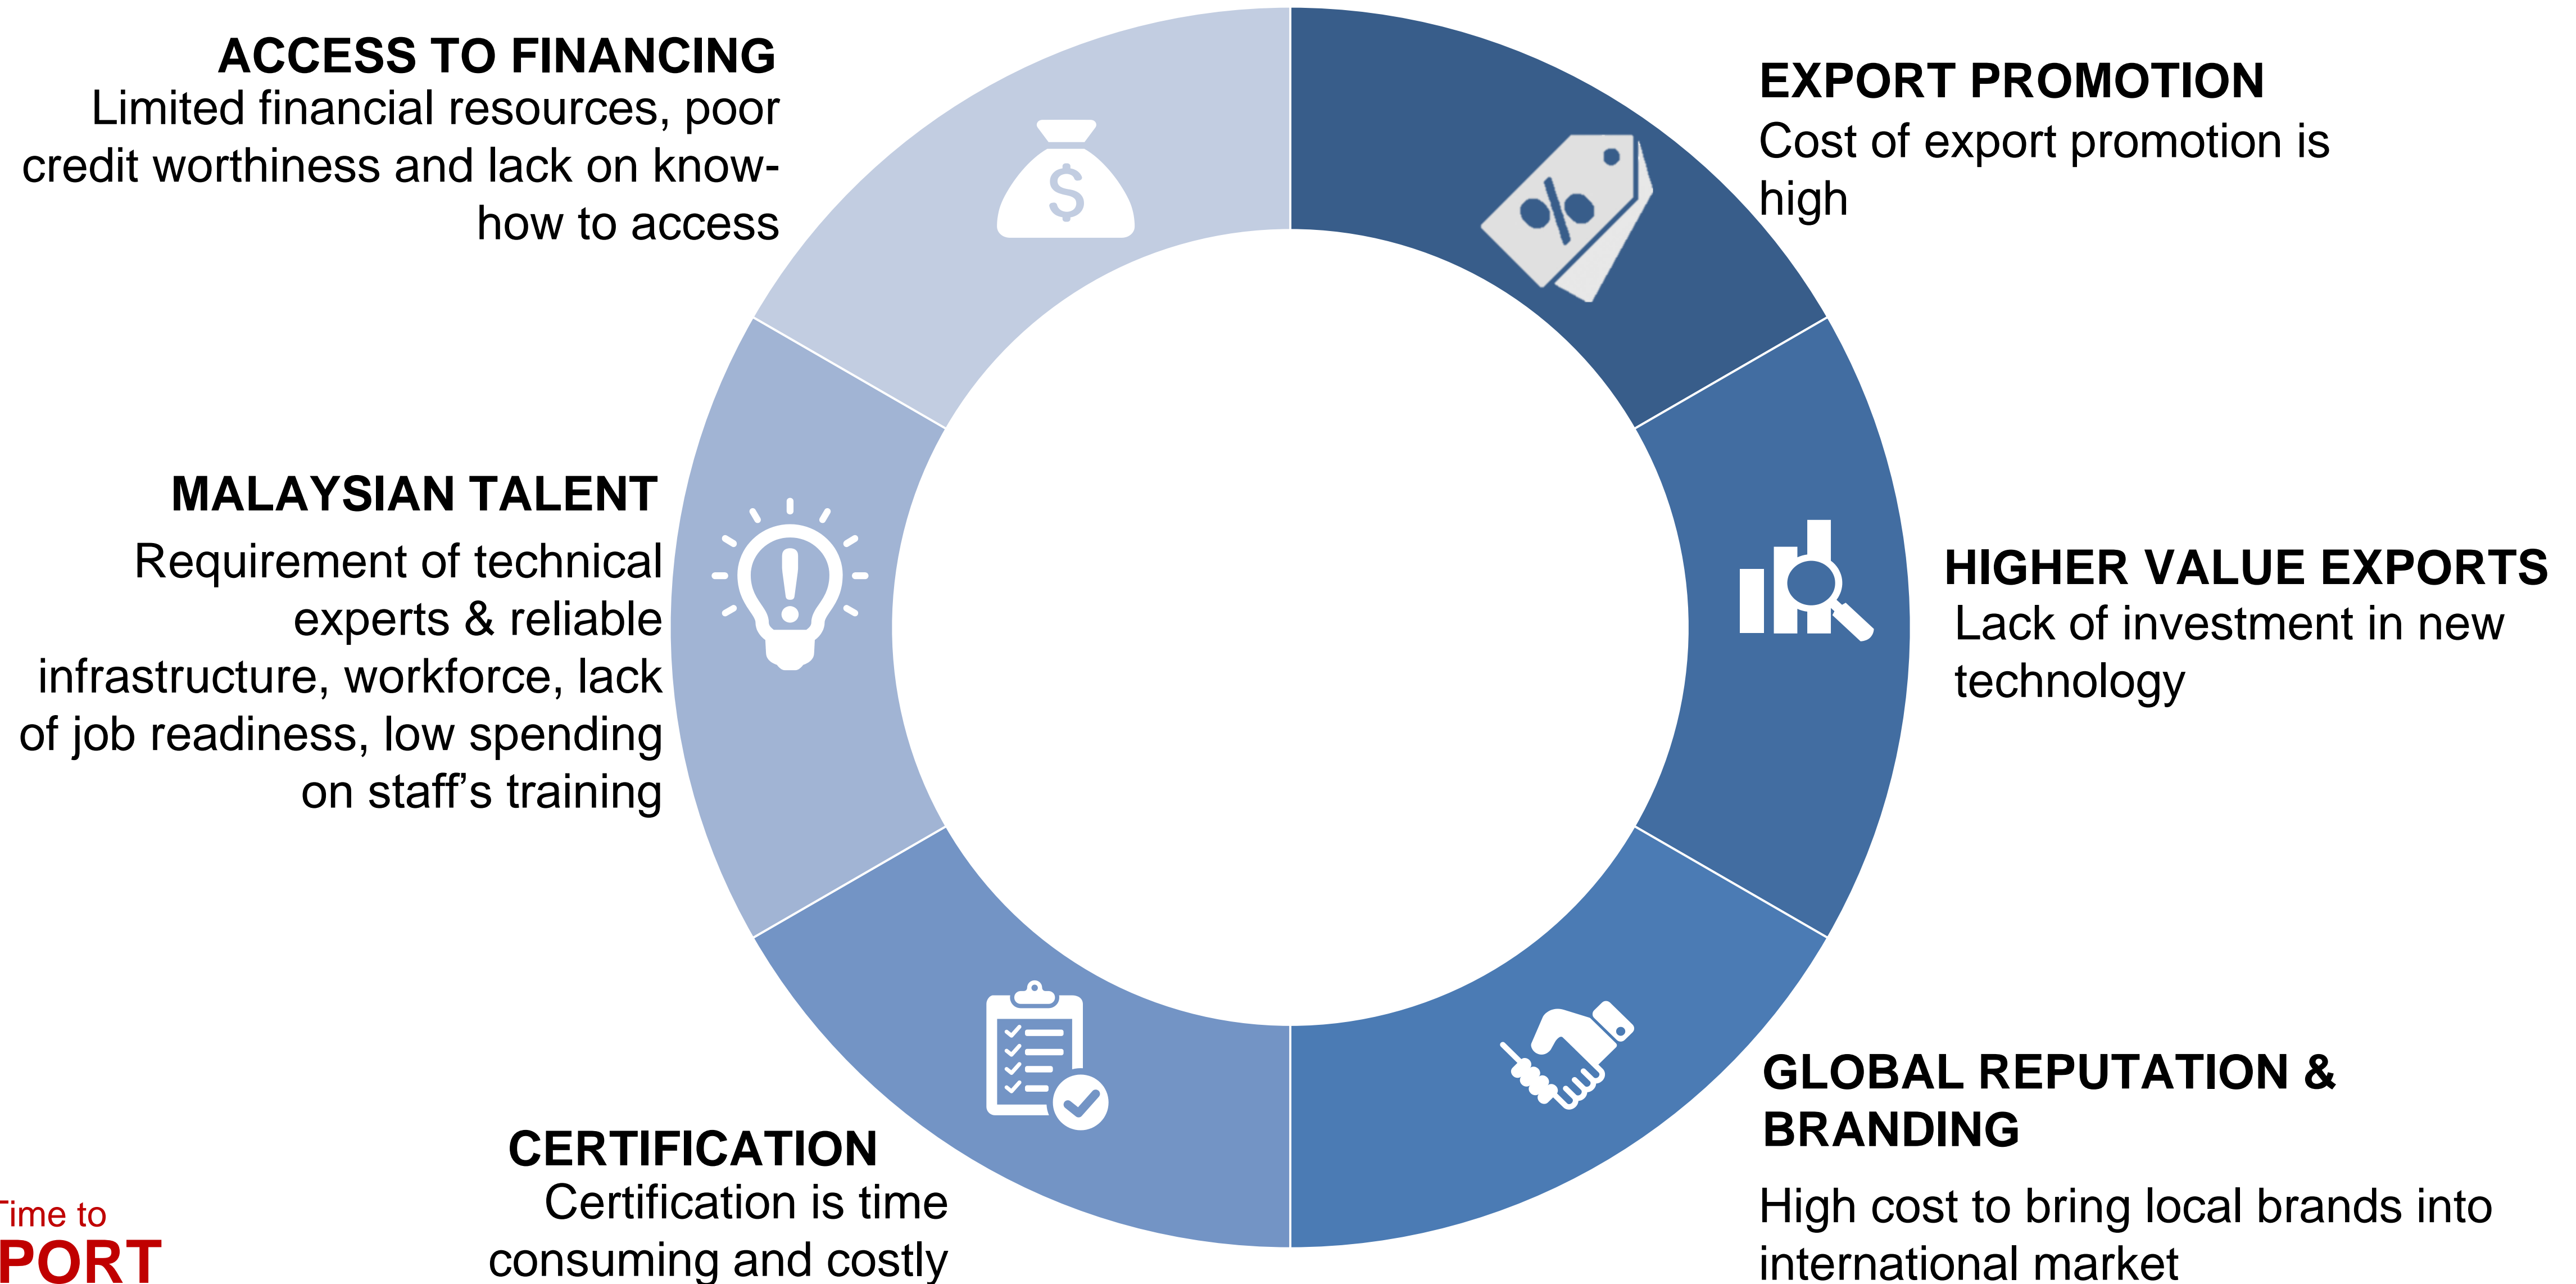 ACCESS TO FINANCING
Limited financial resources, poor
credit worthiness and lack on know-
how to access
EXPORT PROMOTION
Cost of export promotion is
high
MALAYSIAN TALENT
Requirement of technical
experts & reliable
infrastructure, workforce, lack
of job readiness, low spending
on staff’s training
HIGHER VALUE EXPORTS
Lack of investment in new
technology
CERTIFICATION
Certification is time
consuming and costly
GLOBAL REPUTATION &
BRANDING
High cost to bring local brands into
international market
Time to
PORT
$
%